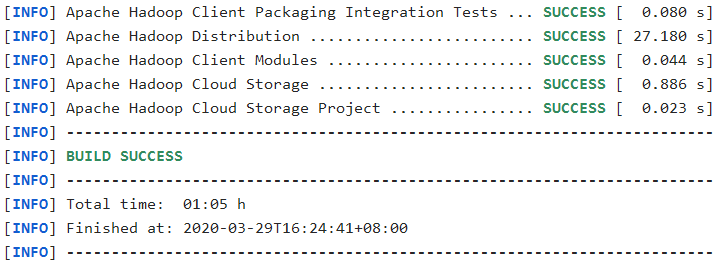 [INFO] Apache Hadoop Client Packaging Integration Tests ... SUCCESS [  0.080 s]
[INFO] Apache Hadoop Distribution ......................... SUCCESS [ 27.180 s]
[INFO] Apache Hadoop Client Modules ....................... SUCCESS [  0.044 s]
[INFO] Apache Hadoop Cloud Storage ........................ SUCCESS [  0.886 s]
[INFO] Apache Hadoop Cloud Storage Project ................ SUCCESS [  0.023 s]
[INFO] ------------------------------------------------------------------------
[INFO] BUILD SUCCESS
[INFO] ------------------------------------------------------------------------
[INFO] Total time:  01:05 h
[INFO] Finished at: 2020-03-29T16:24:41+08:00
[INFO] ------------------------------------------------------------------------